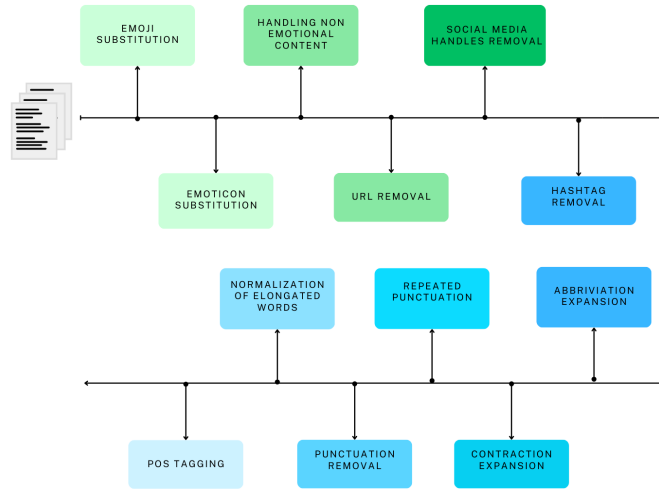 EMOJI
SUBSTITUTION
HANDLING NON
EMOTIONAL
CONTENT
SOCIAL MEDIA
HANDLES REMOVAL
EMOTICON
SUBSTITUTION
URL REMOVAL
HASHTAG
REMOVAL
NORMALIZATION
OF ELONGATED
WORDS
REPEATED
PUNCTUATION
ABBRIVIATION
EXPANSION
POS TAGGING
PUNCTUATION
REMOVAL
CONTRACTION
EXPANSION